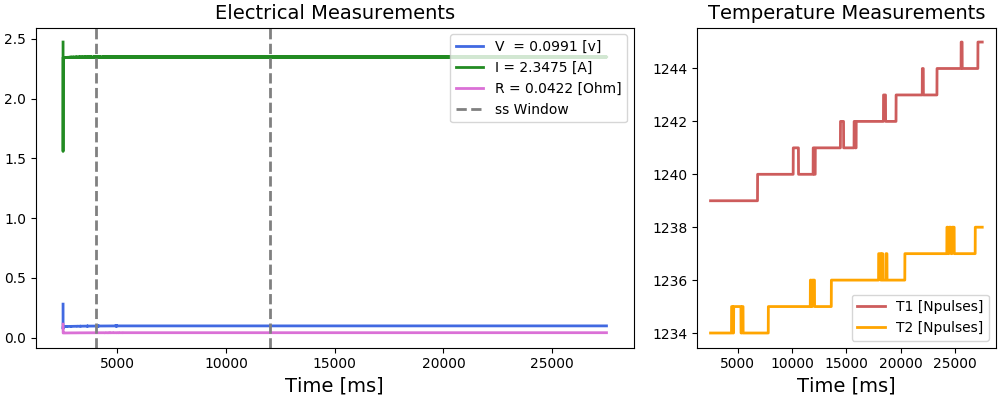 Electrical Measurements
2.5
2.0
1.5
1.0
0.5
0.0
V = 0.0991 [v]
I = 2.3475 [A]
R = 0.0422 [Ohm]
ss Window
5000
10000
15000
20000
25000
Time [ms]
Temperature Measurements
1244
1242
1240
1238
1236
1234
T1 [Npulses]
T2 [Npulses]
5000
10000
15000
20000
25000
Time [ms]